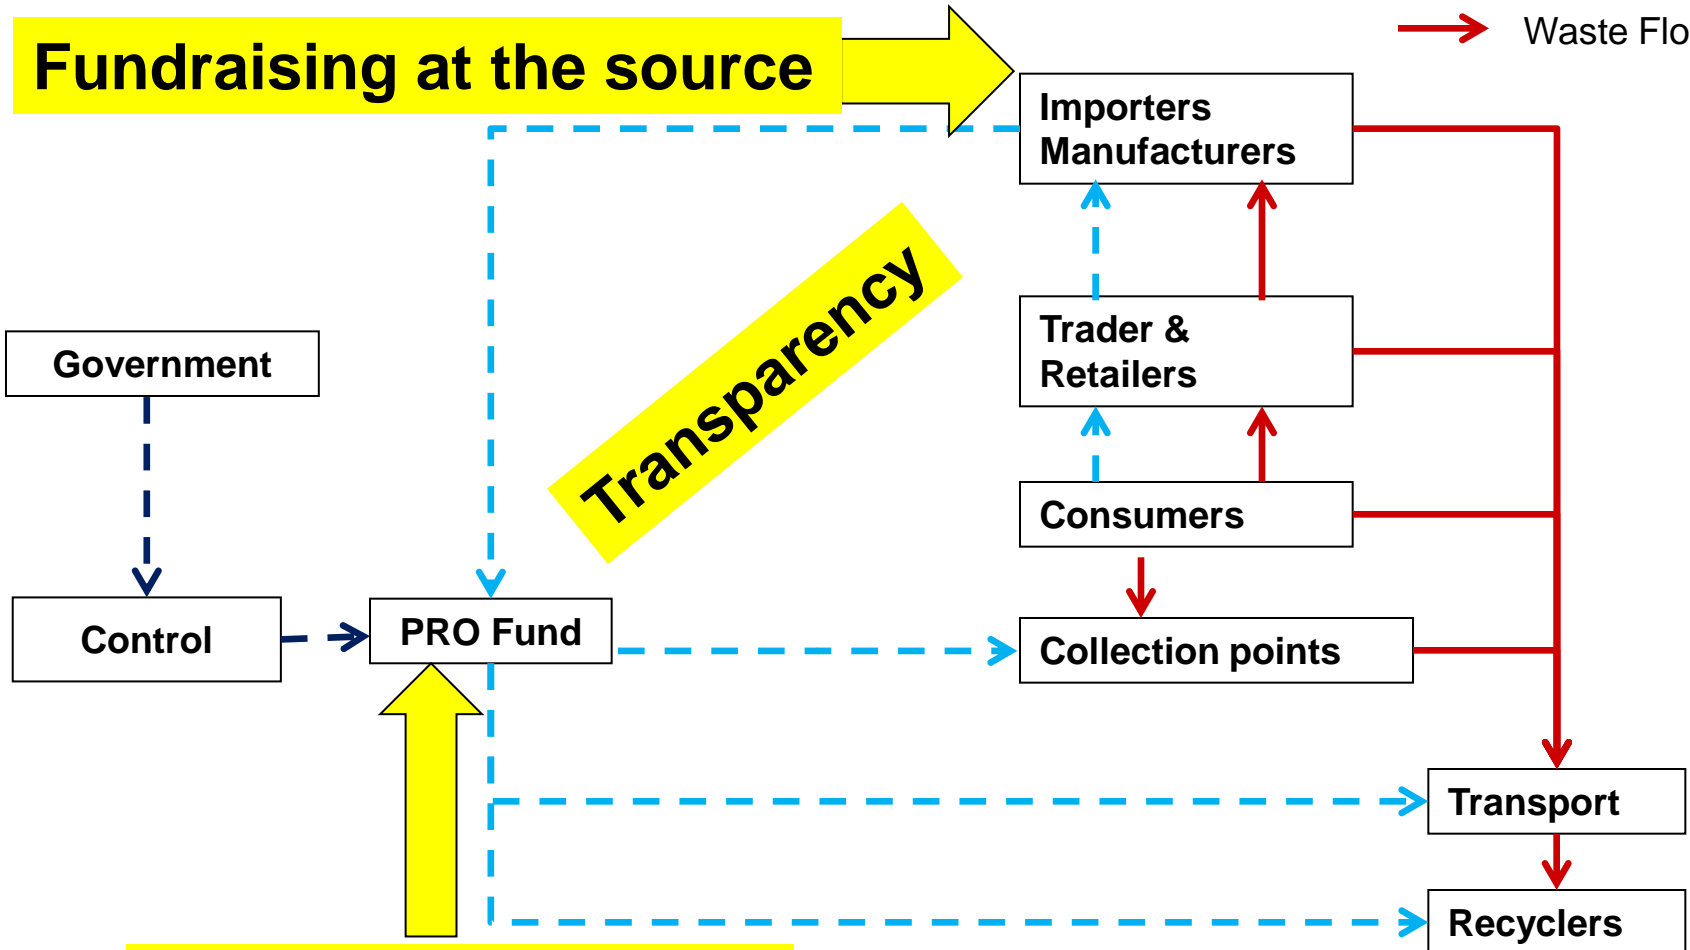 Fundraising at the source
Waste Flo
Importers
Manufacturers
Transparency
Trader &
Retailers
Government
Consumers
Control
PRO Fund
Collection points
Transport
Recyclers